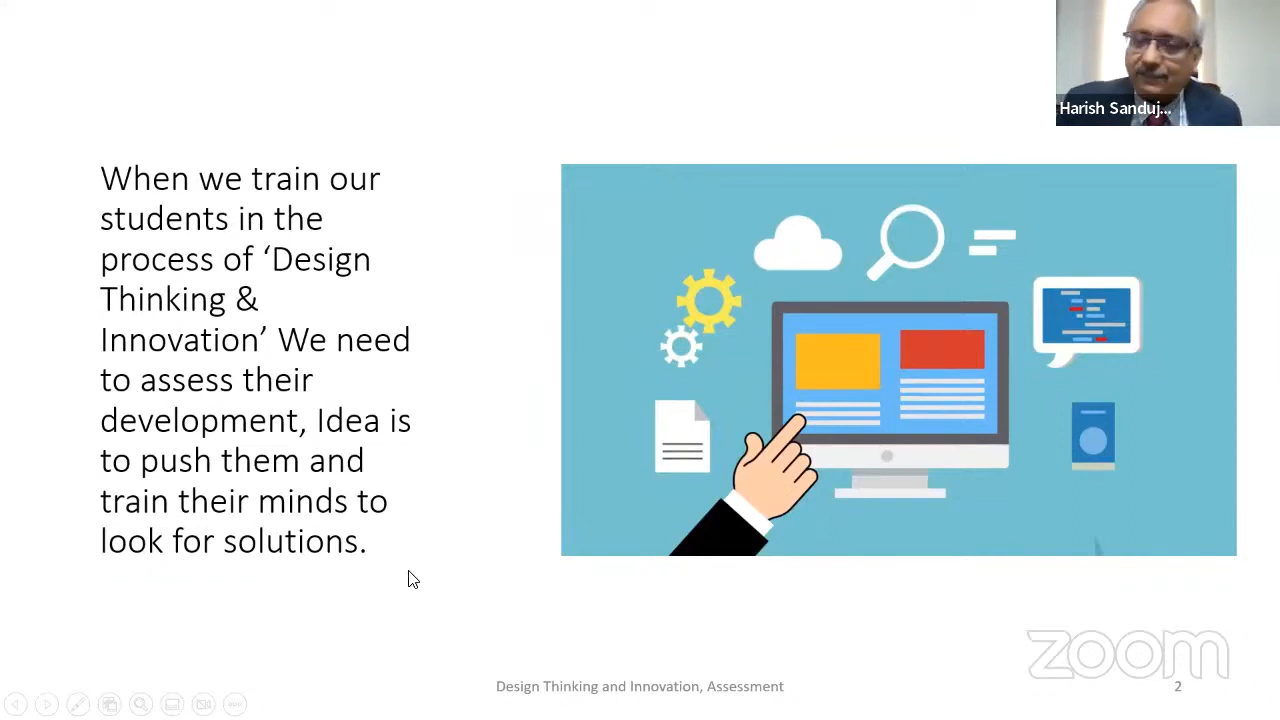 Harish Sanduj...
When we train our
students in the
process of ‘Design
Thinking &
Innovation’ We need
to assess their
development, Idea is
to push them and
train their minds to
look for solutions.
zoom
Design Thinking and Innovation, Assessment
2